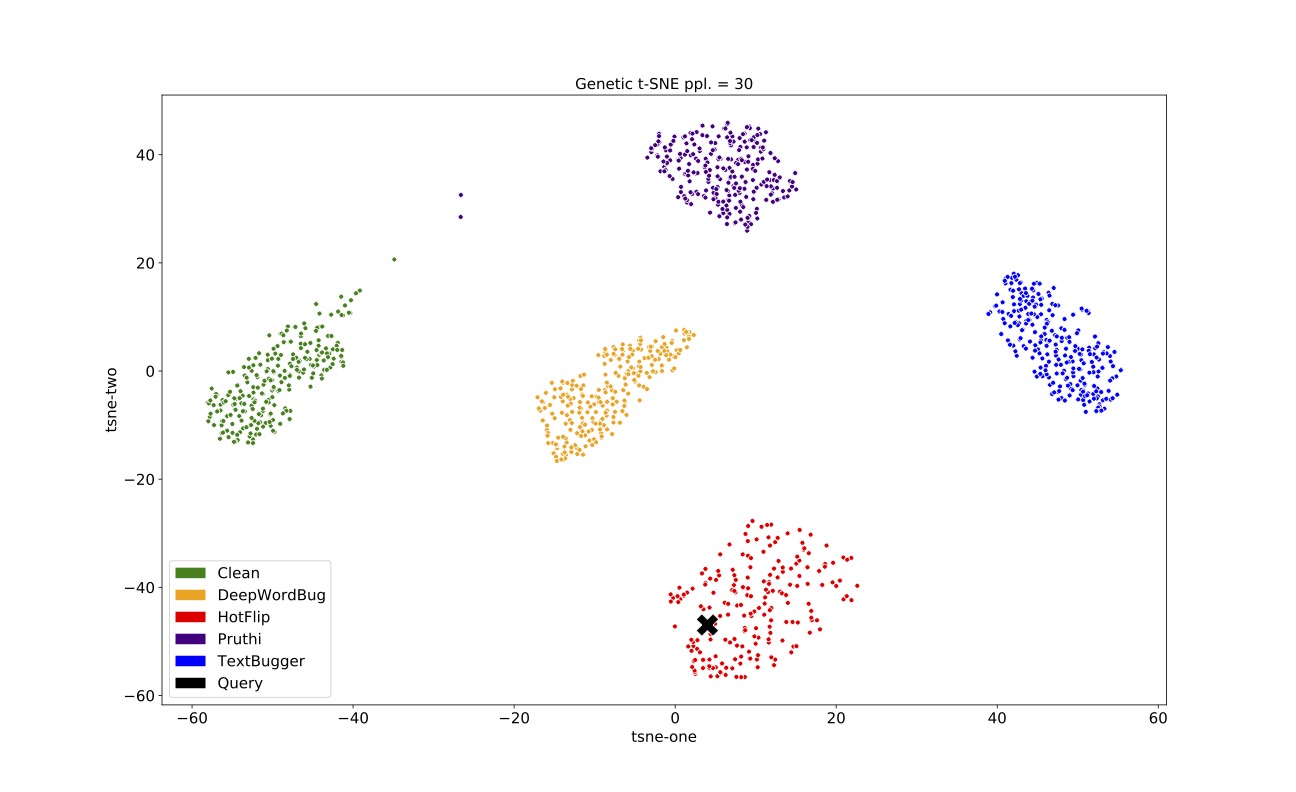 Genetic t-SNE ppl. = 30
tsne-two
40
20
0
−20
−40
−60
Clean
DeepWordBug
HotFlip
Pruthi
TextBugger
Query
−60 −40 −20 0 20 40 60
tsne-one